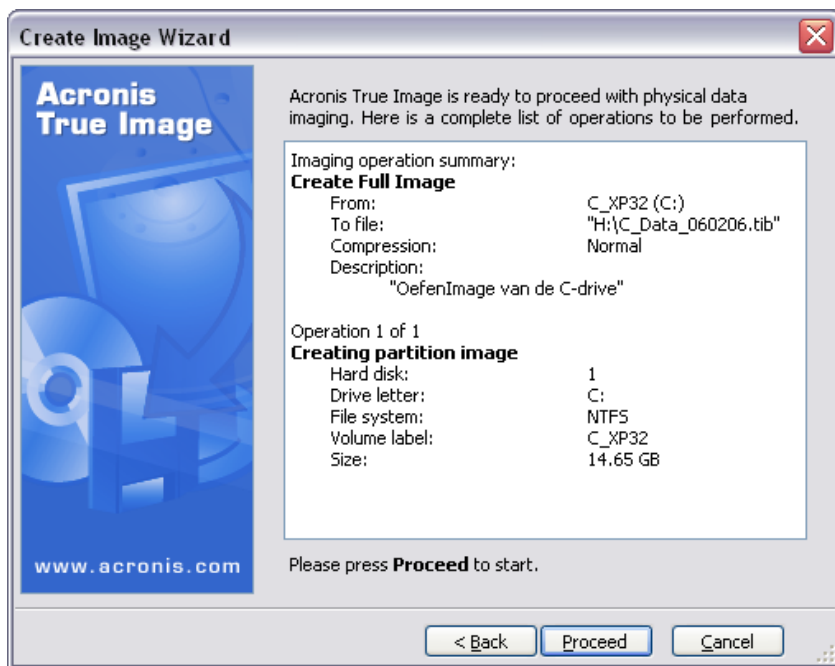 Create Image Wizard
Acronis
True Image
Acronis True Image is ready to proceed with physical data
imaging. Here is a complete list of operations to be performed.
Imaging operation summary:
Create Full Image
From: C_XP32 (C:)
To file: "H:\C_Data_060206.tib"
Compression: Normal
Description:
"OefenImage van de C-drive"
Operation 1 of 1
Creating partition image
Hard disk: 1
Drive letter: C:
File system: NTFS
Volume label: C_XP32
Size: 14.65 GB
www.acronis.com
Please press Proceed to start.
< Back Proceed Cancel